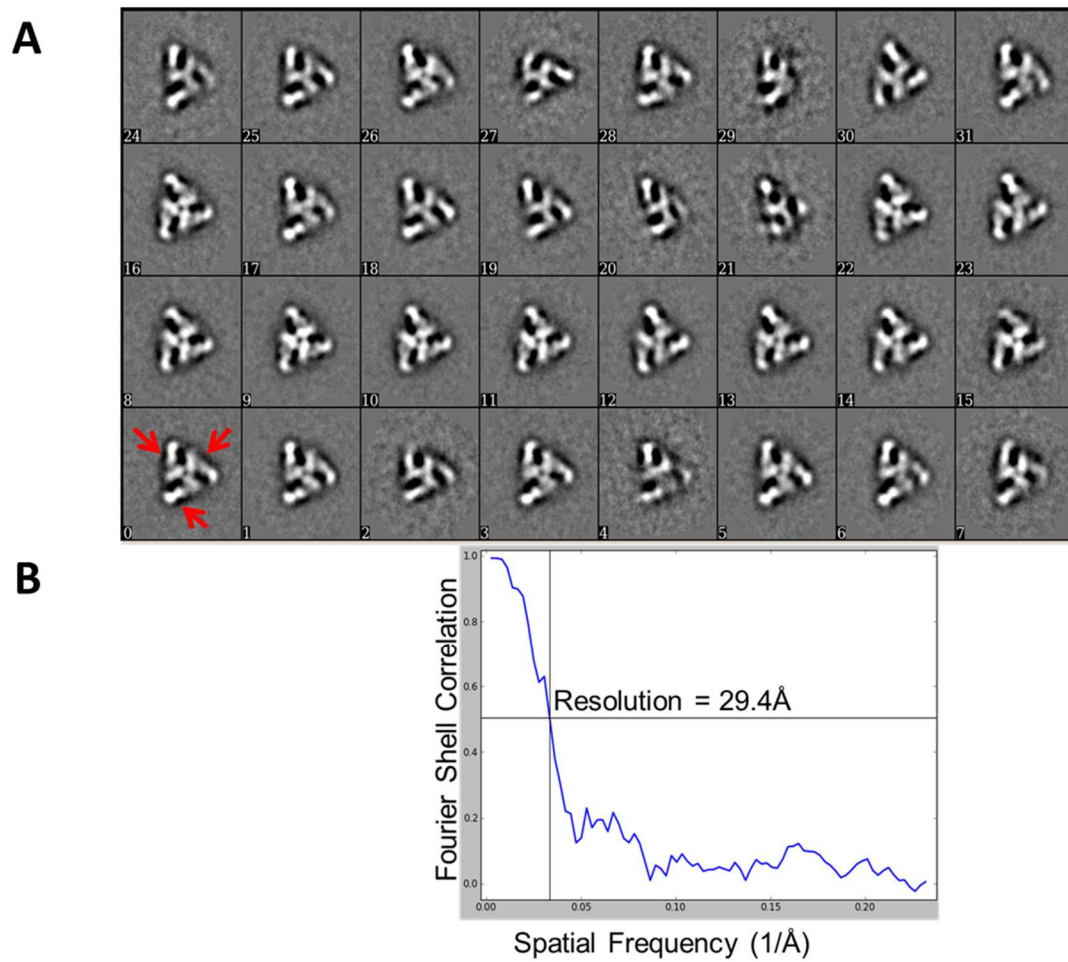 A
24 25 26 27 28 29 30 31
16 17 18 19 20 21 22 23
8 9 10 11 12 13 14 15
0 1 2 3 4 5 6 7
B
1.0
0.8
0.6
0.4
0.2
0.0
Fourier Shell Correlation
Resolution = 29.4Å
0.00 0.05 0.10 0.15 0.20
Spatial Frequency (1/Å)